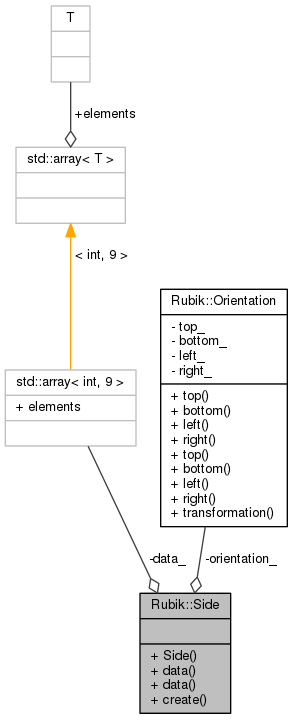 T
+elements
std::array< T >
< int, 9 >
Rubik::Orientation
- top_
- bottom_
- left_
- right_
+ top()
+ bottom()
+ left()
+ right()
+ top()
+ bottom()
+ left()
+ right()
+ transformation()
std::array< int, 9 >
+ elements
-data_
-orientation_
Rubik::Side
+ Side()
+ data()
+ data()
+ create()